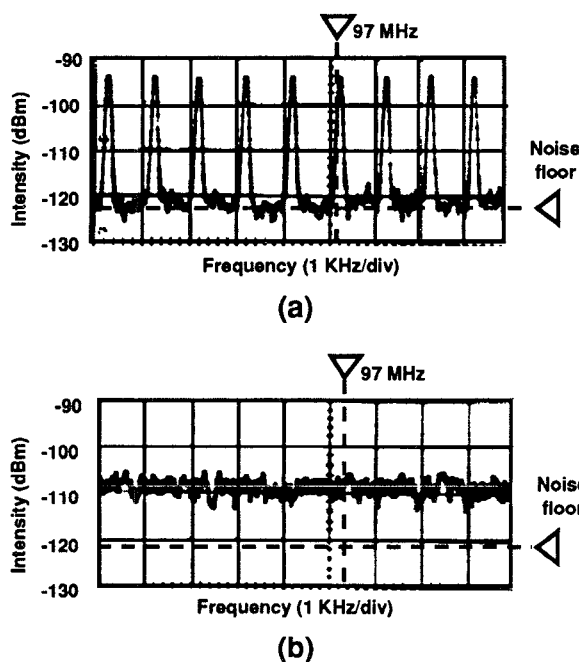 97 MHz
-90
-100
-110
-120
-130
Intensity (dBm)
Noise
floor
Frequency (1 KHz/div)
(a)
97 MHz
-90
-100
-110
-120
-130
Intensity (dBm)
Noise
floor
Frequency (1 KHz/div)
(b)